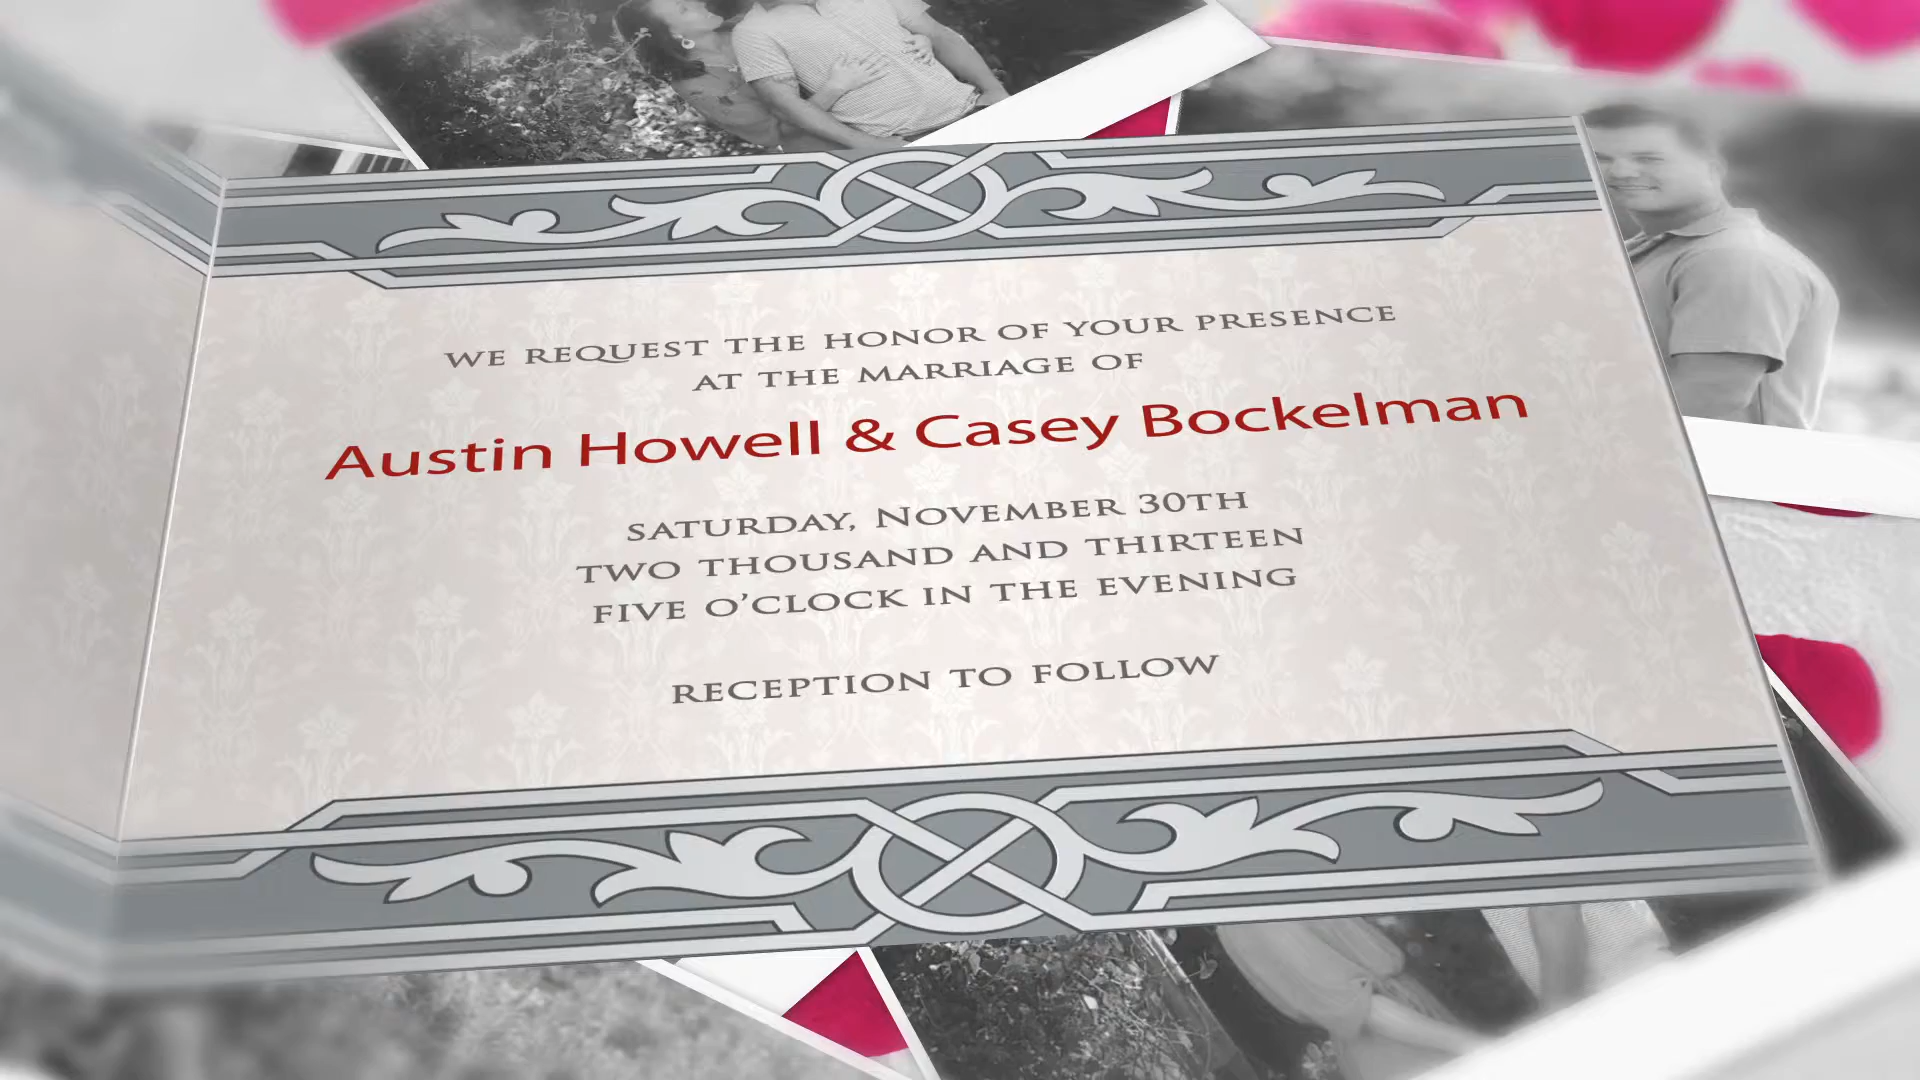 WE REQUEST THE HONOR OF YOUR PRESENCE
AT THE MARRIAGE OF
Austin Howell & Casey Bockelman
SATURDAY, NOVEMBER 30TH
TWO THOUSAND AND THIRTEEN
FIVE O'CLOCK IN THE EVENING
RECEPTION TO FOLLOW